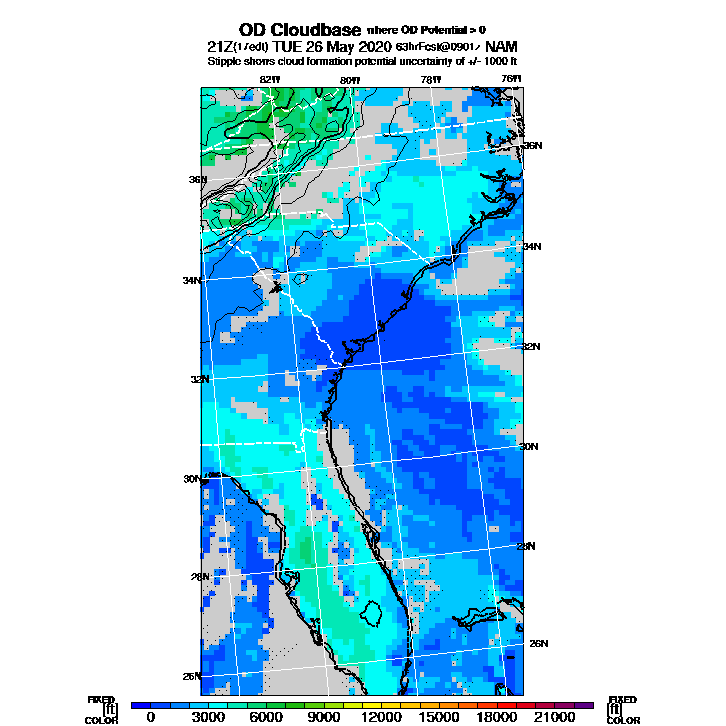 OD Cloudbase where OD Potential > 0
21Z(17edt) TUE 26 May 2020 63hrFcst@0901z NAM
Stipple shows cloud formation potential uncertainty of +/- 1000 ft
82W 80W 78W 76W
36N
36N
34N
34N
32N
32N
30N
30N
28N
28N
26N
26N
FIXED FIXED
[ft] [ft]
COLOR COLOR
0 3000 6000 9000 12000 15000 18000 21000